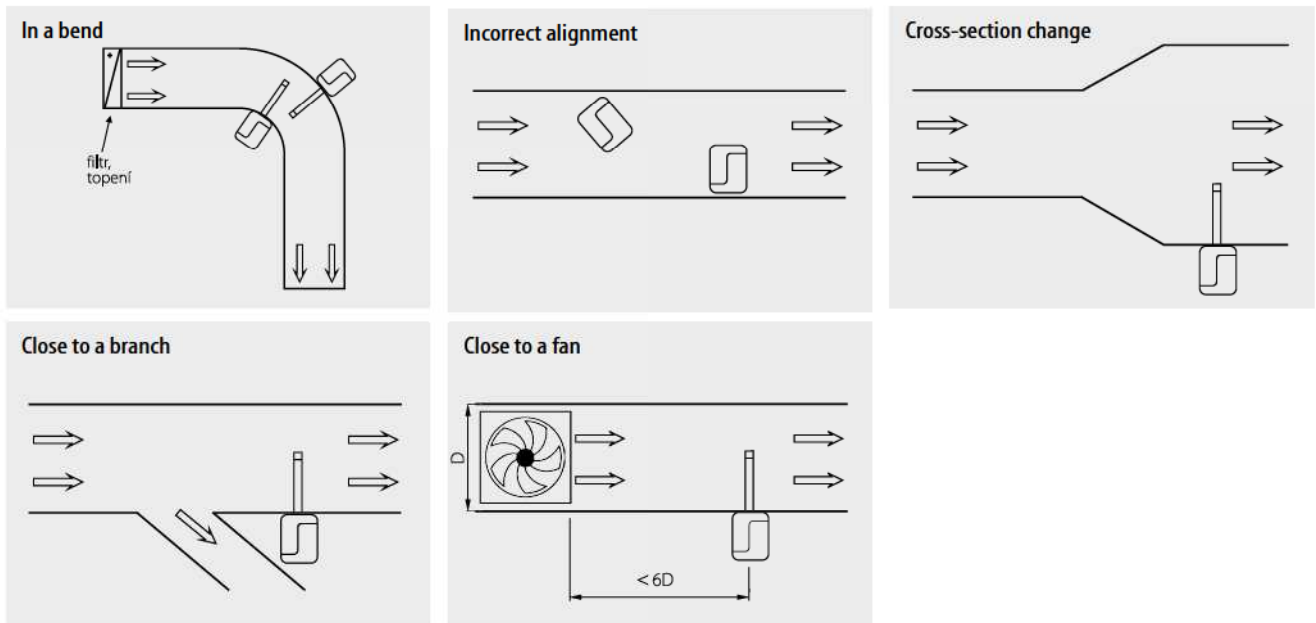 In a bend
filtr,
topení
Incorrect alignment
Cross-section change
Close to a branch
Close to a fan
D
< 6D